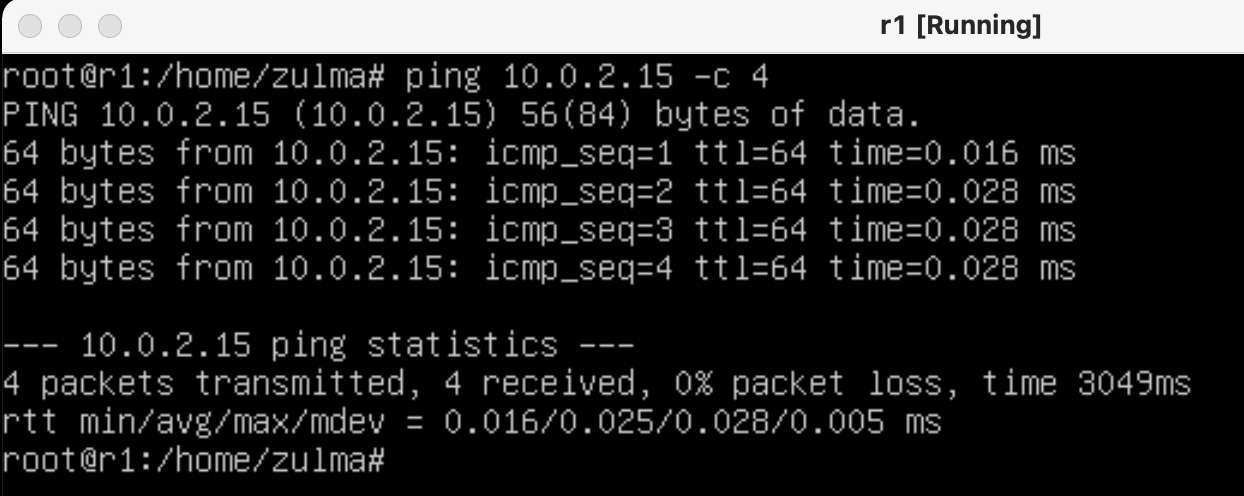 r1 [Running]
root@r1:/home/zulma# ping 10.0.2.15 -c 4
PING 10.0.2.15 (10.0.2.15) 56(84) bytes of data.
64 bytes from 10.0.2.15: icmp_seq=1 ttl=64 time=0.016 ms
64 bytes from 10.0.2.15: icmp_seq=2 ttl=64 time=0.028 ms
64 bytes from 10.0.2.15: icmp_seq=3 ttl=64 time=0.028 ms
64 bytes from 10.0.2.15: icmp_seq=4 ttl=64 time=0.028 ms
--- 10.0.2.15 ping statistics ---
4 packets transmitted, 4 received, 0% packet loss, time 3049ms
rtt min/avg/max/mdev = 0.016/0.025/0.028/0.005 ms
root@r1:/home/zulma#